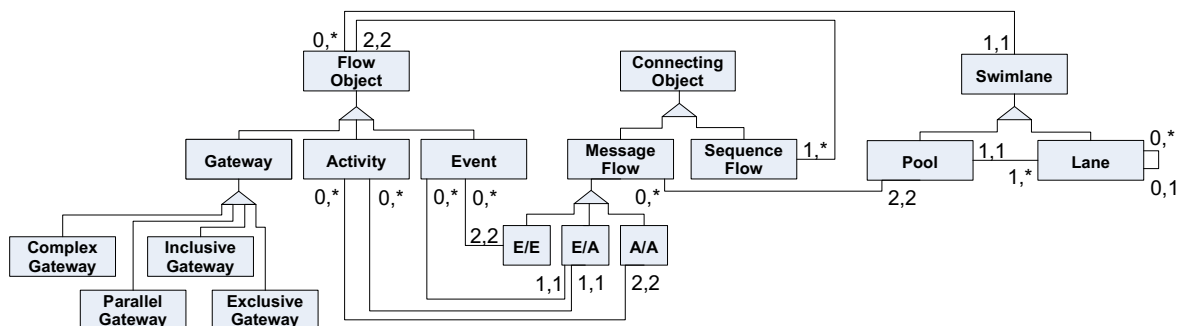 0,* 2,2
1,1
Flow
Object
Connecting
Object
Swimlane
Gateway
Activity
Event
Message
Flow
Sequence
Flow
1,*
Pool
1,1
1,*
Lane
0,*
0,1
0,*
0,*
0,*
0,*
0,*
2,2
Complex
Gateway
Inclusive
Gateway
2,2
E/E
E/A
A/A
1,1
1,1
2,2
Parallel
Gateway
Exclusive
Gateway